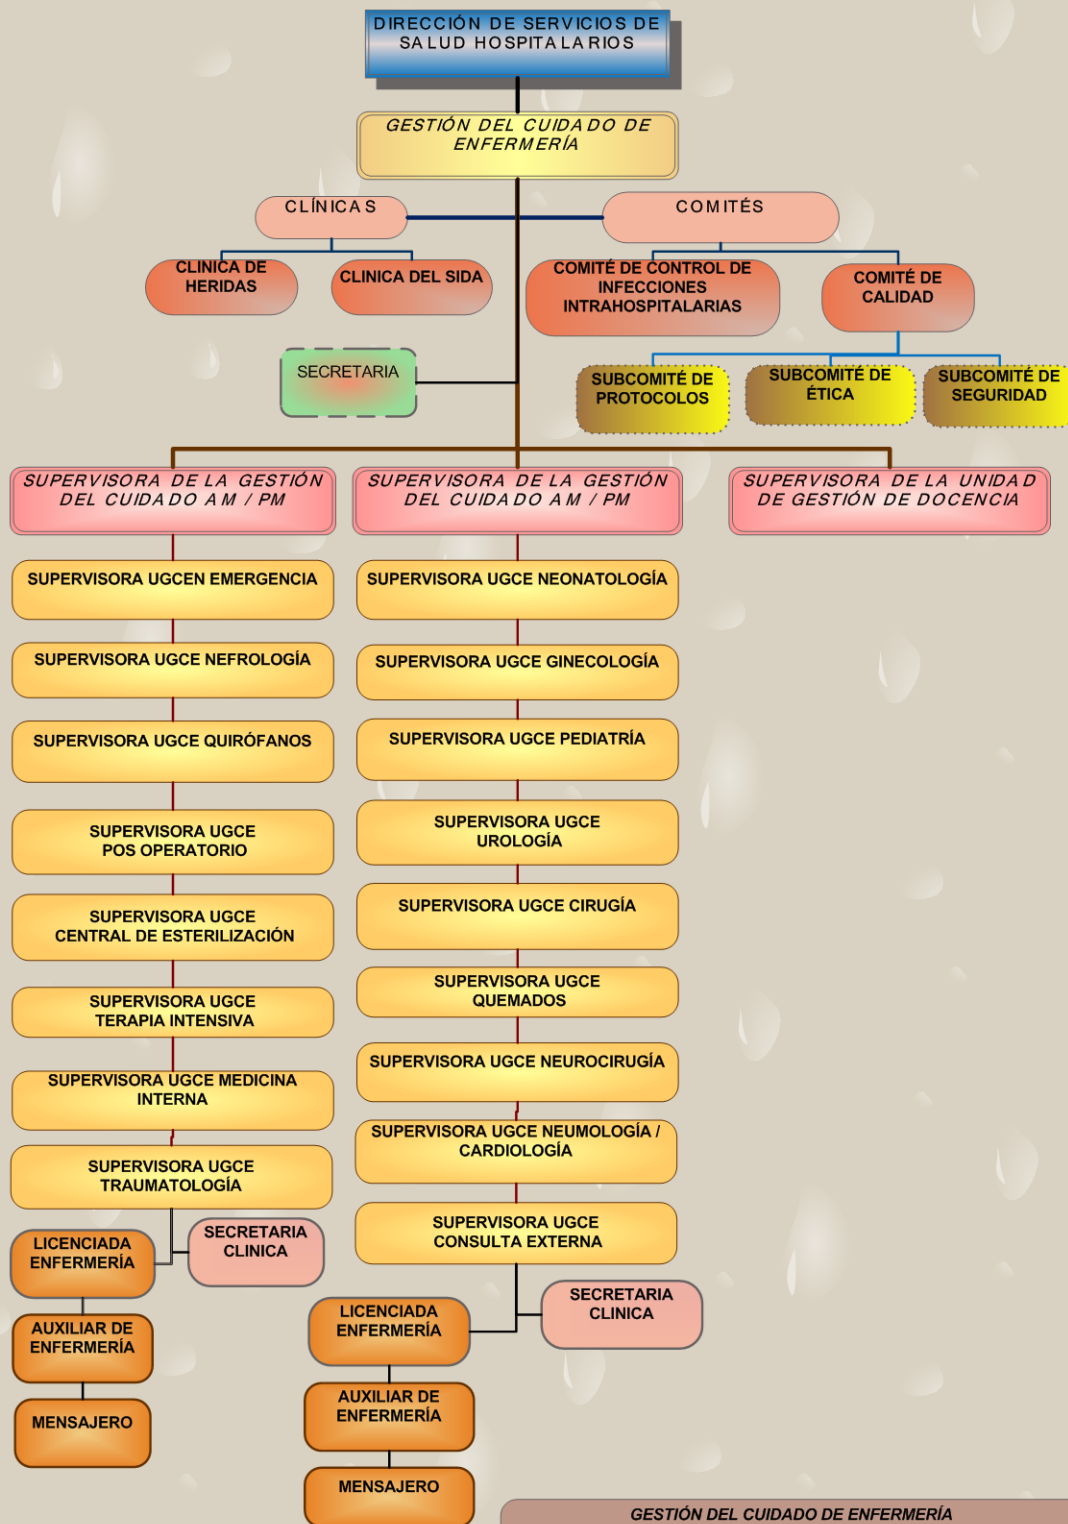 DIRECCIÓN DE SERVICIOS DE
SALUD HOSPITALARIOS
GESTIÓN DEL CUIDADO DE
ENFERMERÍA
CLÍNICAS
COMITÉS
CLINICA DE
HERIDAS
CLINICA DEL SIDA
COMITÉ DE CONTROL DE
INFECCIONES
INTRAHOSPITALARIAS
COMITÉ DE
CALIDAD
SECRETARIA
SUBCOMITÉ DE
PROTOCOLOS
SUBCOMITÉ DE
ÉTICA
SUBCOMITÉ DE
SEGURIDAD
SUPERVISORA DE LA GESTIÓN
DEL CUIDADO AM / PM
SUPERVISORA DE LA GESTIÓN
DEL CUIDADO AM / PM
SUPERVISORA DE LA UNIDAD
DE GESTIÓN DE DOCENCIA
SUPERVISORA UGCEN EMERGENCIA
SUPERVISORA UGCE NEFROLOGÍA
SUPERVISORA UGCE QUIRÓFANOS
SUPERVISORA UGCE
POS OPERATORIO
SUPERVISORA UGCE
CENTRAL DE ESTERILIZACIÓN
SUPERVISORA UGCE
TERAPIA INTENSIVA
SUPERVISORA UGCE MEDICINA
INTERNA
SUPERVISORA UGCE
TRAUMATOLOGÍA
LICENCIADA
ENFERMERÍA
SECRETARIA
CLINICA
AUXILIAR DE
ENFERMERÍA
MENSAJERO
SUPERVISORA UGCE NEONATOLOGÍA
SUPERVISORA UGCE GINECOLOGÍA
SUPERVISORA UGCE PEDIATRÍA
SUPERVISORA UGCE
UROLOGÍA
SUPERVISORA UGCE CIRUGÍA
SUPERVISORA UGCE
QUEMADOS
SUPERVISORA UGCE NEUROCIRUGÍA
SUPERVISORA UGCE NEUMOLOGÍA /
CARDIOLOGÍA
SUPERVISORA UGCE
CONSULTA EXTERNA
LICENCIADA
ENFERMERÍA
SECRETARIA
CLINICA
AUXILIAR DE
ENFERMERÍA
MENSAJERO
GESTIÓN DEL CUIDADO DE ENFERMERÍA